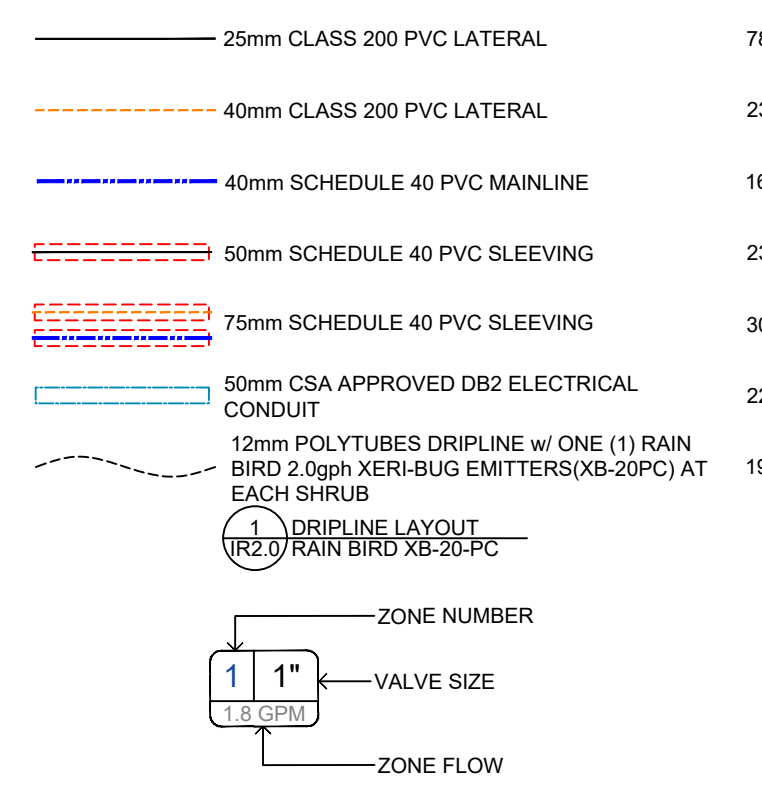 25mm CLASS 200 PVC LATERAL
40mm CLASS 200 PVC LATERAL
40mm SCHEDULE 40 PVC MAINLINE
50mm SCHEDULE 40 PVC SLEEVING
75mm SCHEDULE 40 PVC SLEEVING
50mm CSA APPROVED DB2 ELECTRICAL
CONDUIT
12mm POLYTUBES DRIPLINE w/ ONE (1) RAIN
BIRD 2.0gph XERI-BUG EMITTERS(XB-20PC) AT
EACH SHRUB
1 DRIPLINE LAYOUT
IR2.0 RAIN BIRD XB-20-PC
ZONE NUMBER
1 1" VALVE SIZE
1.8 GPM
ZONE FLOW